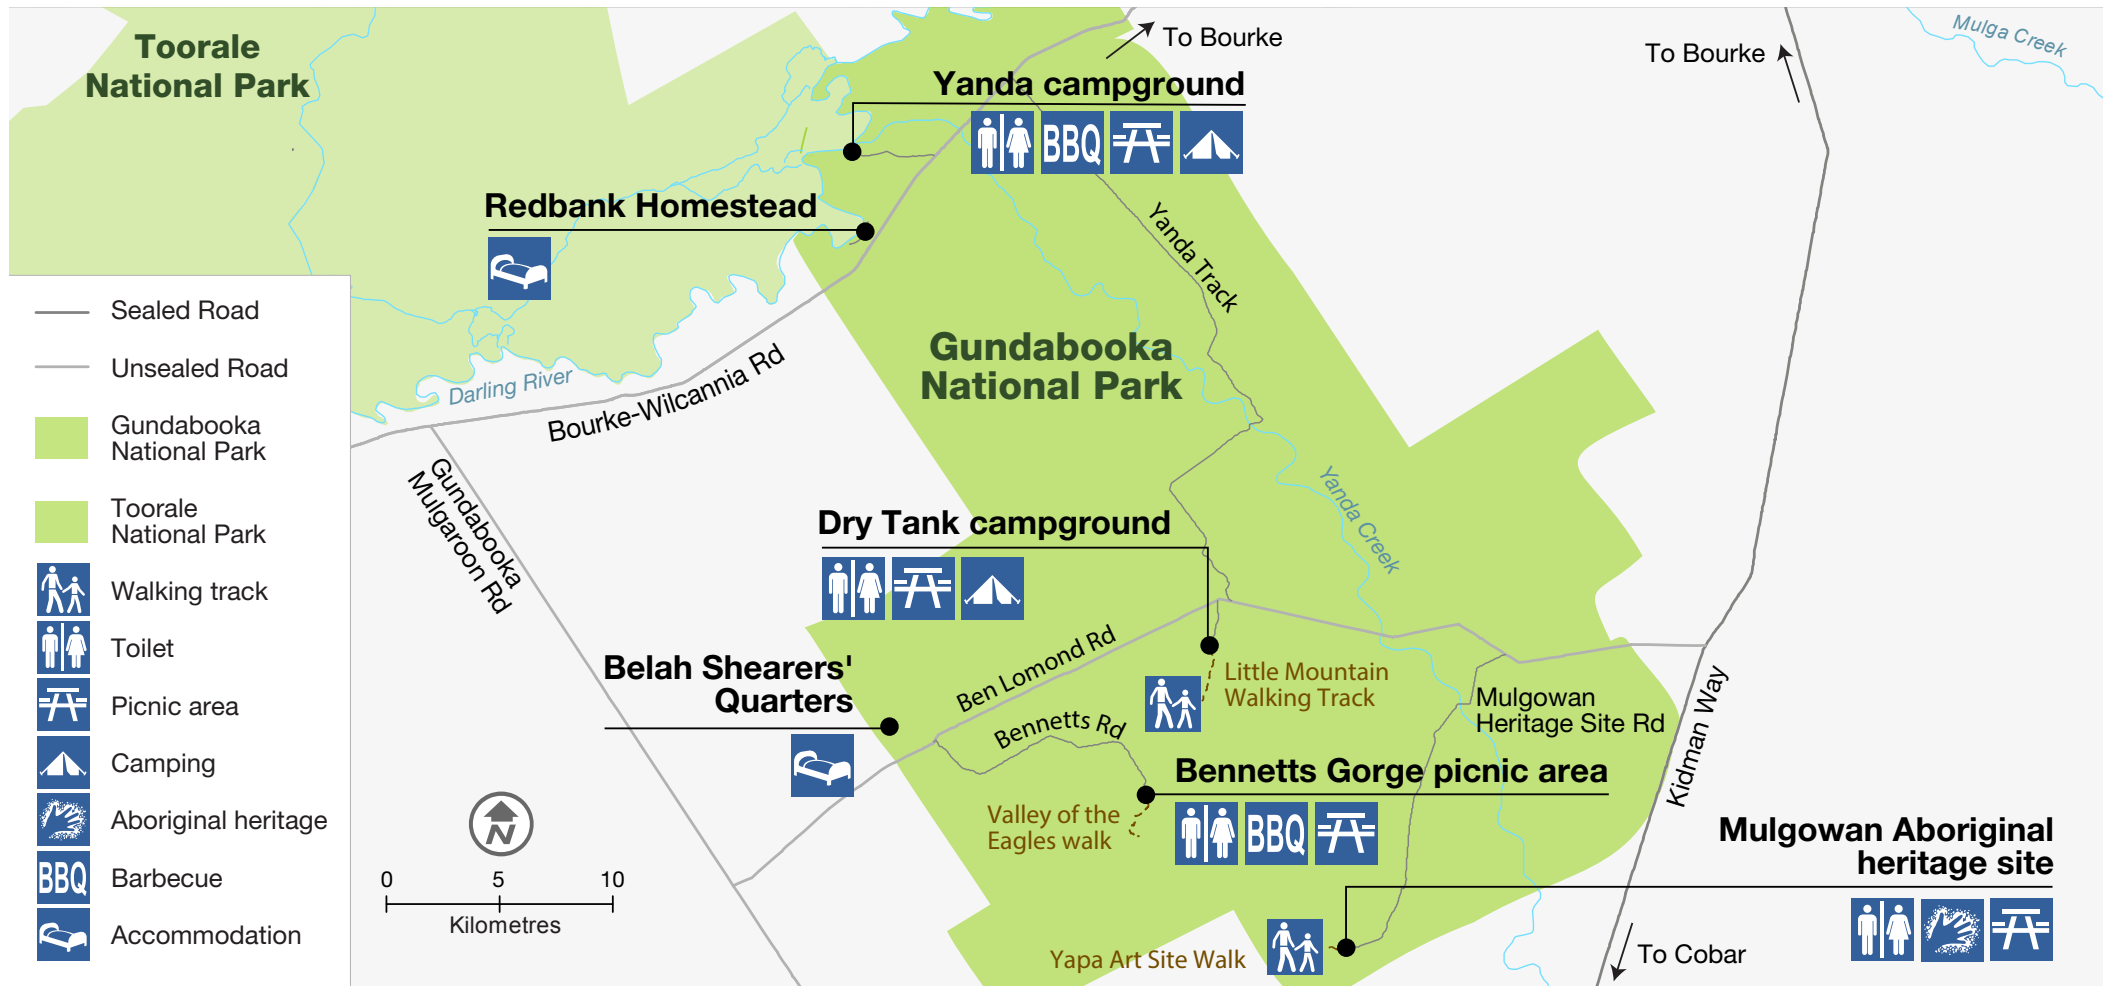 Toorale
National Park
To Bourke
To Bourke
Mulga Creek
Yanda campground
BBQ
Redbank Homestead
Yanda Track
Gundabooka
National Park
Darling River
Bourke-Wilcannia Rd
Gundabooka
Mulgaroon Rd
Yanda Creek
Dry Tank campground
Belah Shearers'
Quarters
Ben Lomond Rd
Bennetts Rd
Little Mountain
Walking Track
Mulgowan
Heritage Site Rd
Kidman Way
Bennetts Gorge picnic area
BBQ
Valley of the
Eagles walk
Mulgowan Aboriginal
heritage site
Yapa Art Site Walk
To Cobar
Sealed Road
Unsealed Road
Gundabooka
National Park
Toorale
National Park
Walking track
Toilet
Picnic area
Camping
Aboriginal heritage
BBQ Barbecue
Accommodation
N
0 5 10
Kilometres